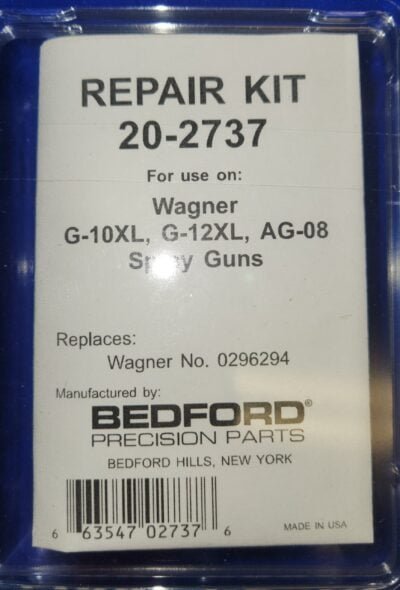 REPAIR KIT
20-2737
For use on:
Wagner
G-10XL, G-12XL, AG-08
Spray Guns
Replaces:
Wagner No. 0296294
Manufactured by:
BEDFORD®
PRECISION PARTS
BEDFORD HILLS, NEW YORK
6 63547 02737 6
MADE IN USA